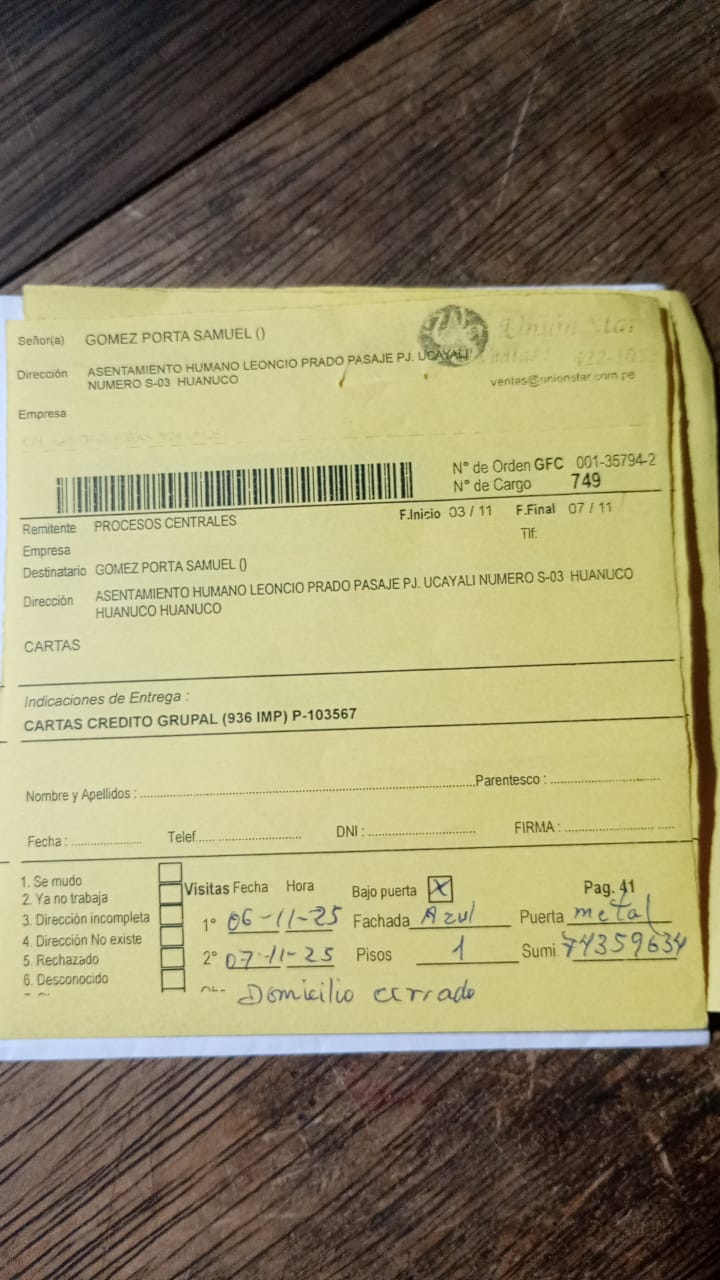 Señor(a) GOMEZ PORTA SAMUEL ()
Unión Star
Dirección ASENTAMIENTO HUMANO LEONCIO PRADO PASAJE PJ. UCAYALI
NUMERO S-03 HUANUCO
ventas@unionstar.com.pe
Empresa
N° de Orden GFC 001-35794-2
N° de Cargo 749
Remitente PROCESOS CENTRALES F.Inicio 03 / 11 F.Final 07 / 11
Empresa Tlf:
Destinatario GOMEZ PORTA SAMUEL ()
Dirección ASENTAMIENTO HUMANO LEONCIO PRADO PASAJE PJ. UCAYALI NUMERO S-03 HUANUCO
HUANUCO HUANUCO
CARTAS
Indicaciones de Entrega :
CARTAS CREDITO GRUPAL (936 IMP) P-103567
Nombre y Apellidos : Parentesco :
Fecha : Telef. DNI : FIRMA :
1. Se mudo
2. Ya no trabaja
3. Dirección incompleta
4. Dirección No existe
5. Rechazado
6. Desconocido
Visitas Fecha Hora Bajo puerta X Pag. 41
1° 06-11-25 Fachada Azul Puerta metal
2° 07-11-25 Pisos 1 Sumi 74359634
Domicilio cerrado